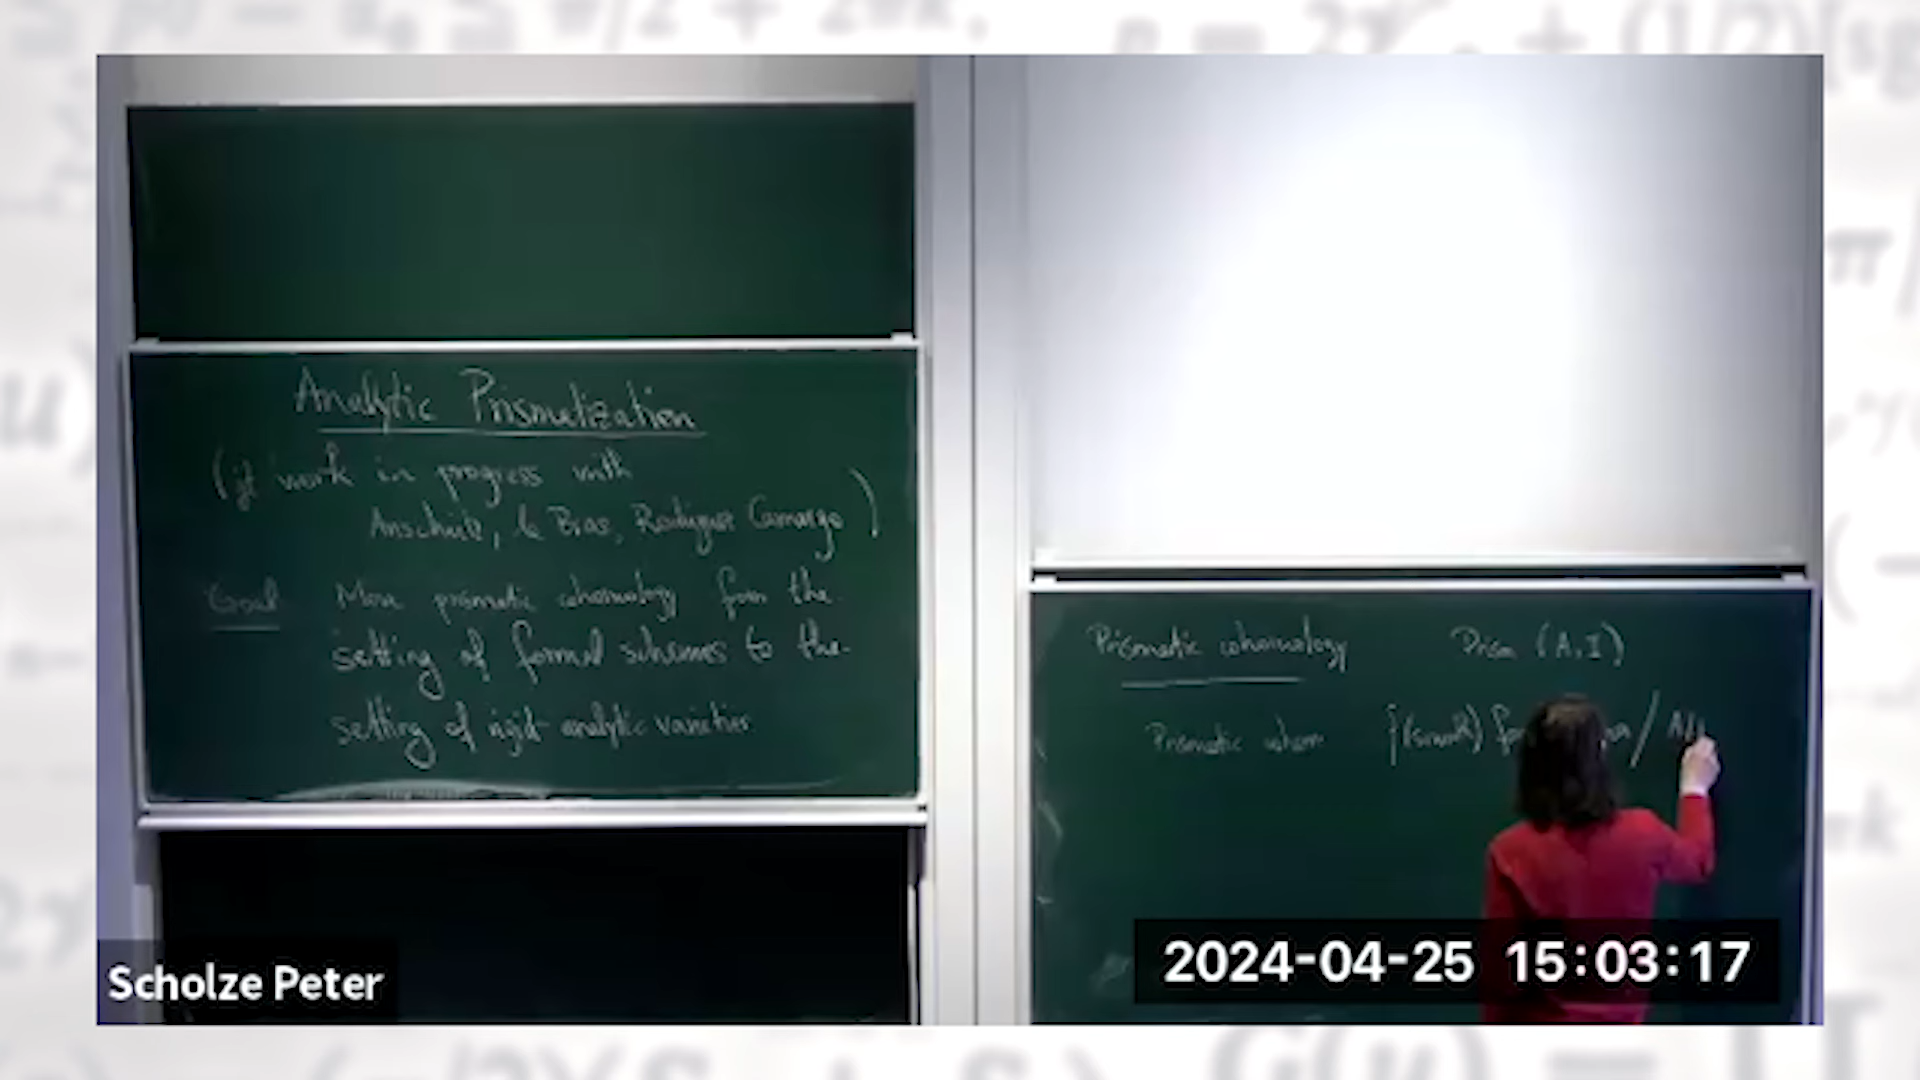 Analytic Prismatization
(jt work in progress with
Anschütz, Le Bras, Rodríguez Camargo)
Goal Move prismatic cohomology from the
setting of formal schemes to the
setting of rigid-analytic varieties
Prismatic cohomology Prism (A, I)
Prismatic cohom {(smooth) / A/I
Scholze Peter
2024-04-25 15:03:17